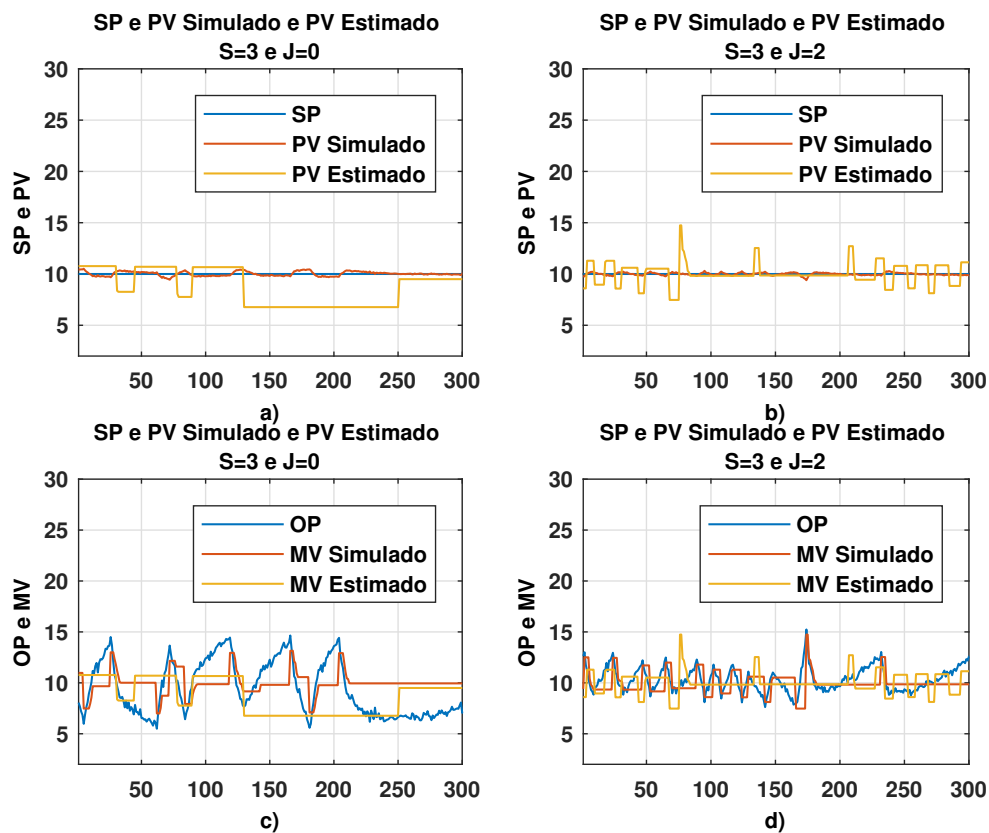 SP e PV Simulado e PV Estimado
S=3 e J=0
30
25
20
15
10
5
SP e PV
SP
PV Simulado
PV Estimado
50 100 150 200 250 300
a)
SP e PV Simulado e PV Estimado
S=3 e J=2
30
25
20
15
10
5
SP e PV
SP
PV Simulado
PV Estimado
50 100 150 200 250 300
b)
SP e PV Simulado e PV Estimado
S=3 e J=0
30
25
20
15
10
5
OP e MV
OP
MV Simulado
MV Estimado
50 100 150 200 250 300
c)
SP e PV Simulado e PV Estimado
S=3 e J=2
30
25
20
15
10
5
OP e MV
OP
MV Simulado
MV Estimado
50 100 150 200 250 300
d)